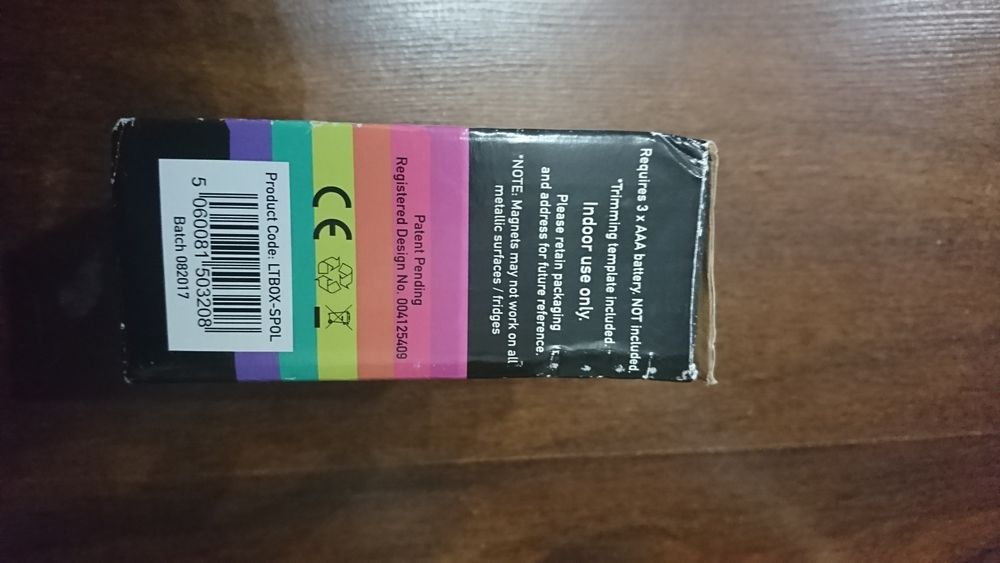 Requires 3 x AAA battery. NOT included.
*Trimming template included.
Indoor use only.
Please retain packaging
and address for future reference.
*NOTE: Magnets may not work on all
metallic surfaces / fridges
Patent Pending
Registered Design No. 004125409
CE
Product Code: LTBOX-SPOL
5 060081 503208
Batch 082017